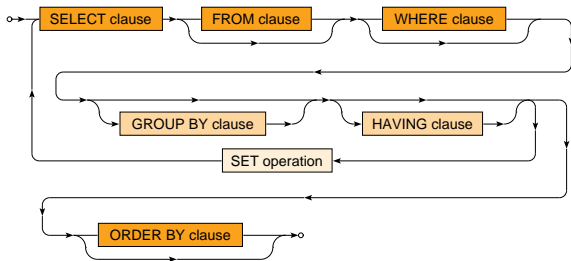 SELECT clause
FROM clause
WHERE clause
GROUP BY clause
HAVING clause
SET operation
ORDER BY clause